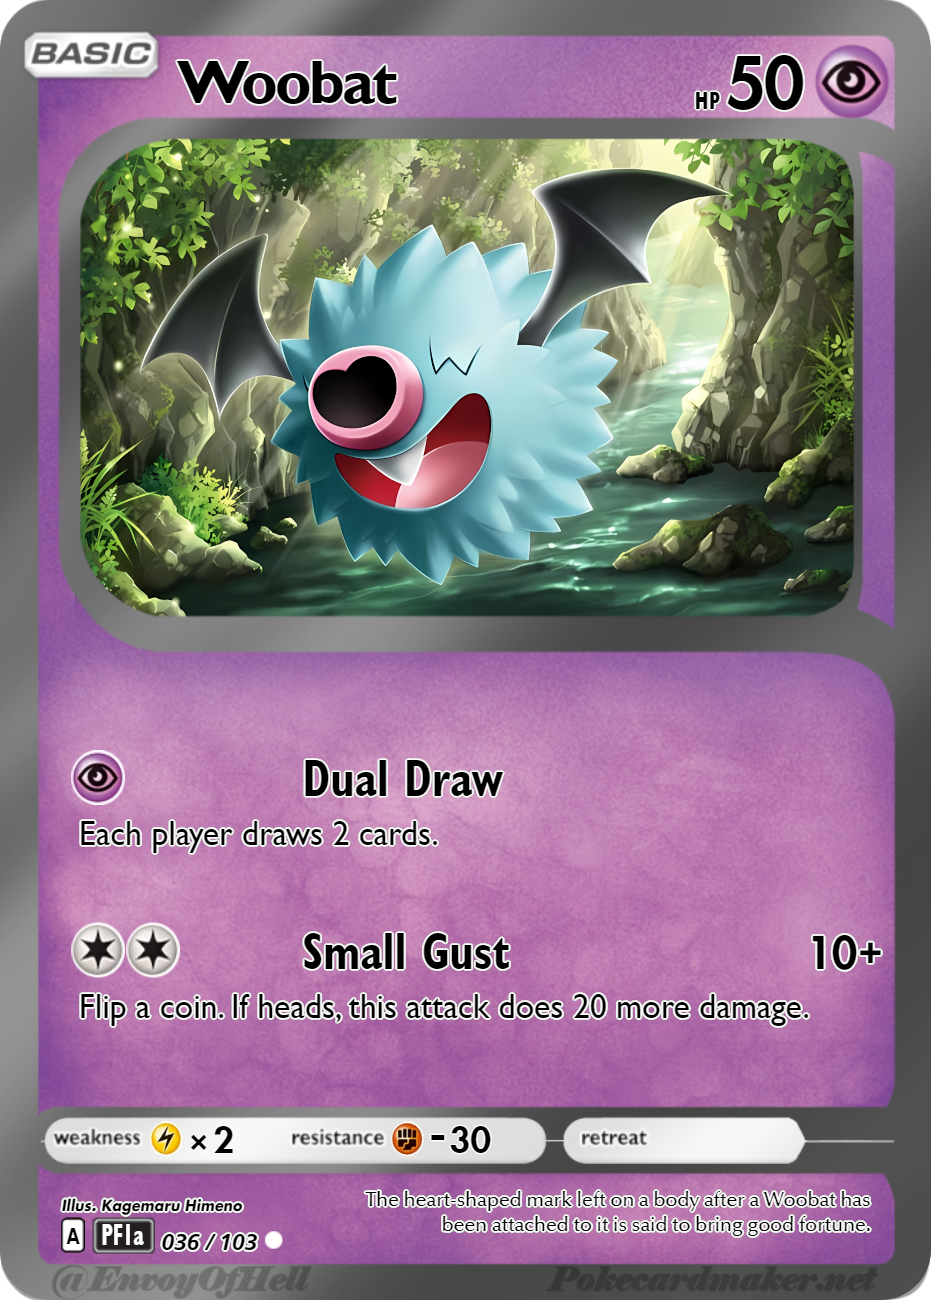 BASIC
Woobat
HP 50
Dual Draw
Each player draws 2 cards.
Small Gust 10+
Flip a coin. If heads, this attack does 20 more damage.
weakness ×2 resistance -30 retreat
Illus. Kagemaru Himeno
The heart-shaped mark left on a body after a Woobat has
been attached to it is said to bring good fortune.
A PFla 036 / 103
@EnvoyOfHell Pokecardmaker.net